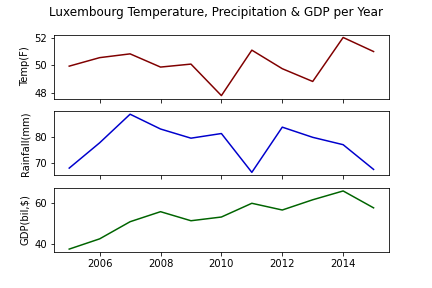 Luxembourg Temperature, Precipitation & GDP per Year
Temp(F)
52
50
48
Rainfall(mm)
80
70
GDP(bil,$)
60
40
2006 2008 2010 2012 2014